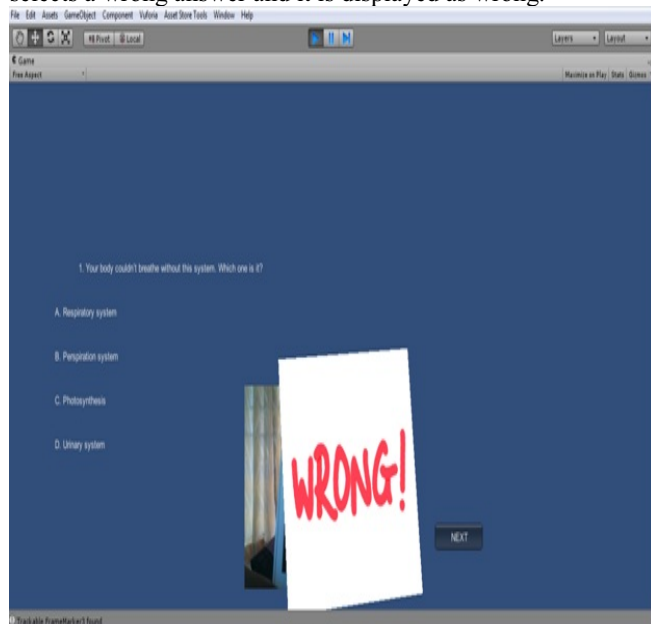 selects a wrong answer and it is displayed as wrong.
File Edit Assets GameObject Component Vuforia Asset Store Tools Window Help
Pivot Local Layers Layout
Game
Free Aspect Maximize on Play Stats Gizmos
1. Your body couldn't breathe without this system. Which one is it?
A. Respiratory system
B. Perspiration system
C. Photosynthesis
D. Urinary system
WRONG!
NEXT
Trackable FrameMarker3 found